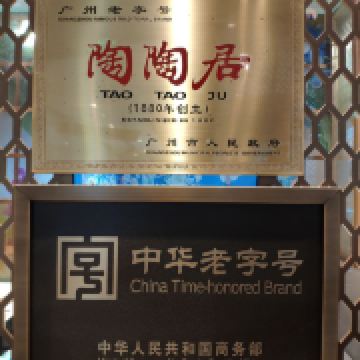 广州老字号
陶陶居
TAO TAO JU
(1880年创立)
广州市人民政府
中华老字号
China Time-honored Brand
中华人民共和国商务部